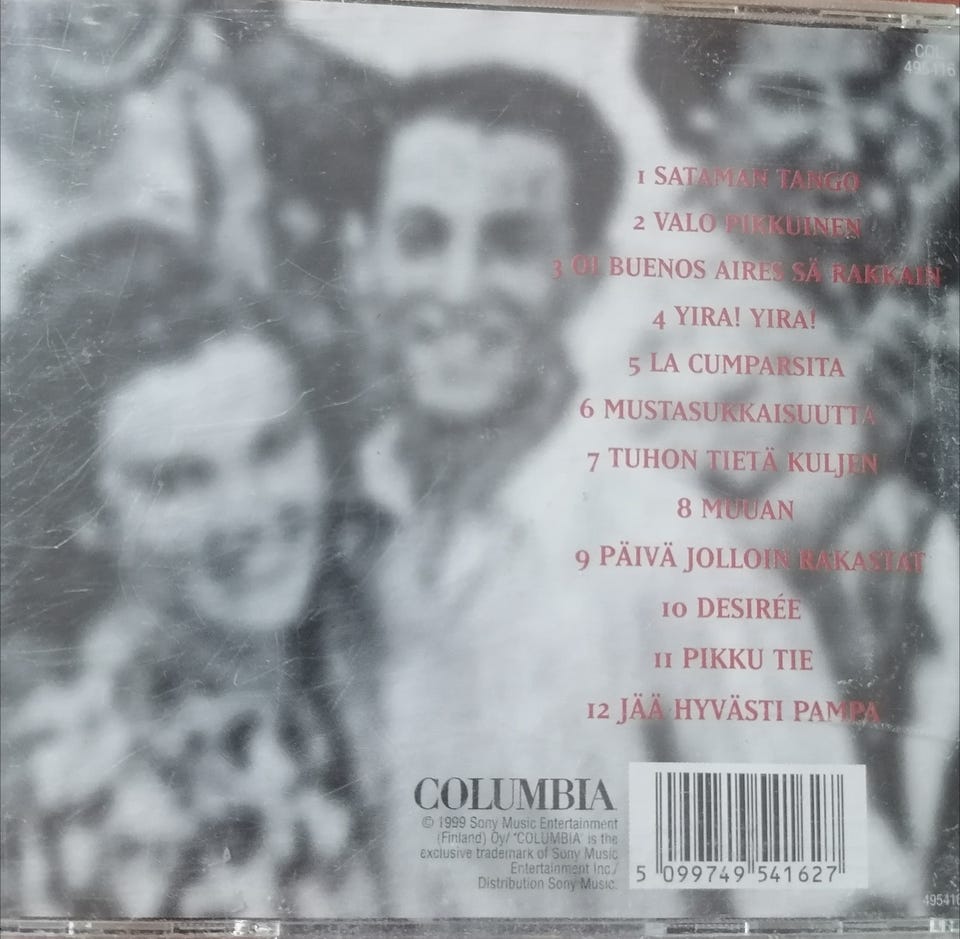 COL
1 SATAMAN TANGO
2 VALO PIKKUINEN
3 OI BUENOS AIRES SÄ RAKKAIN
4 YIRA! YIRA!
5 LA CUMPARSITA
6 MUSTASUKKAISUUTTA
7 TUHON TIETÄ KULJEN
8 MUUAN
9 PÄIVÄ JOLLOIN RAKASTAT
10 DESIRÉE
11 PIKKU TIE
12 JÄÄ HYVÄSTI PAMPA
COLUMBIA
© 1999 Sony Music Entertainment
(Finland) Oy/ "COLUMBIA" is the
exclusive trademark of Sony Music
Entertainment Inc./
Distribution Sony Music.
5 099749 541627